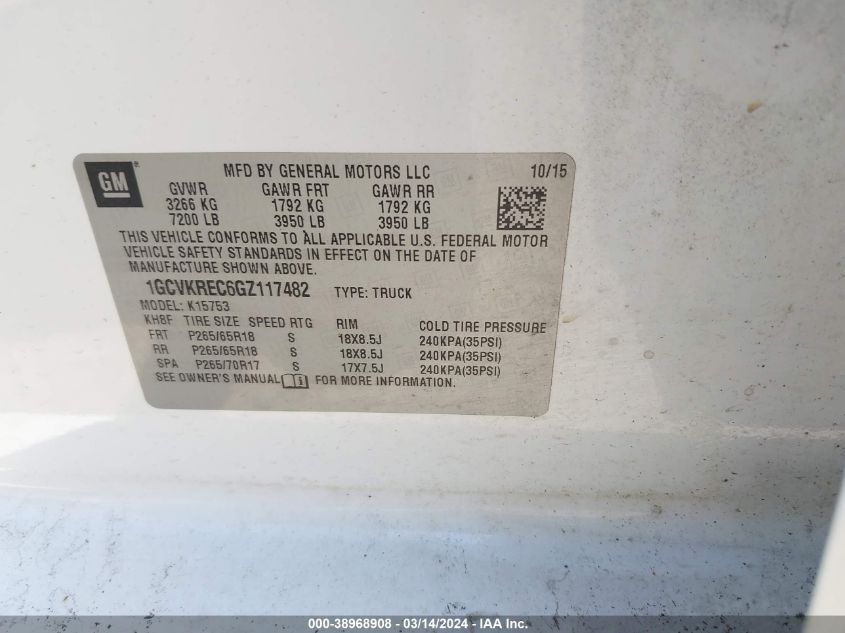 GM
MFD BY GENERAL MOTORS LLC 10/15
GVWR GAWR FRT GAWR RR
3266 KG 1792 KG 1792 KG
7200 LB 3950 LB 3950 LB
THIS VEHICLE CONFORMS TO ALL APPLICABLE U.S. FEDERAL MOTOR
VEHICLE SAFETY STANDARDS IN EFFECT ON THE DATE OF
MANUFACTURE SHOWN ABOVE.
1GCVKREC6GZ117482 TYPE: TRUCK
MODEL: K15753
KH8F TIRE SIZE SPEED RTG RIM COLD TIRE PRESSURE
FRT P265/65R18 S 18X8.5J 240KPA(35PSI)
RR P265/65R18 S 18X8.5J 240KPA(35PSI)
SPA P265/70R17 S 17X7.5J 240KPA(35PSI)
SEE OWNER'S MANUAL FOR MORE INFORMATION.
000-38968908 / 03/14/2024 / IAAI.COM